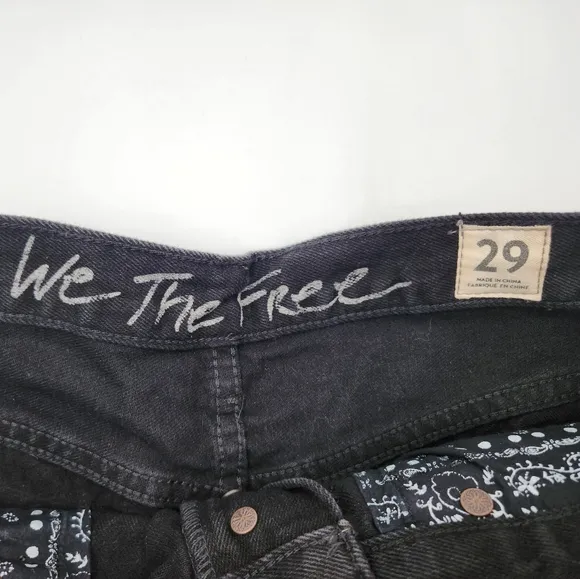 We The Free
29
MADE IN CHINA
FABRIQUÉ EN CHINE